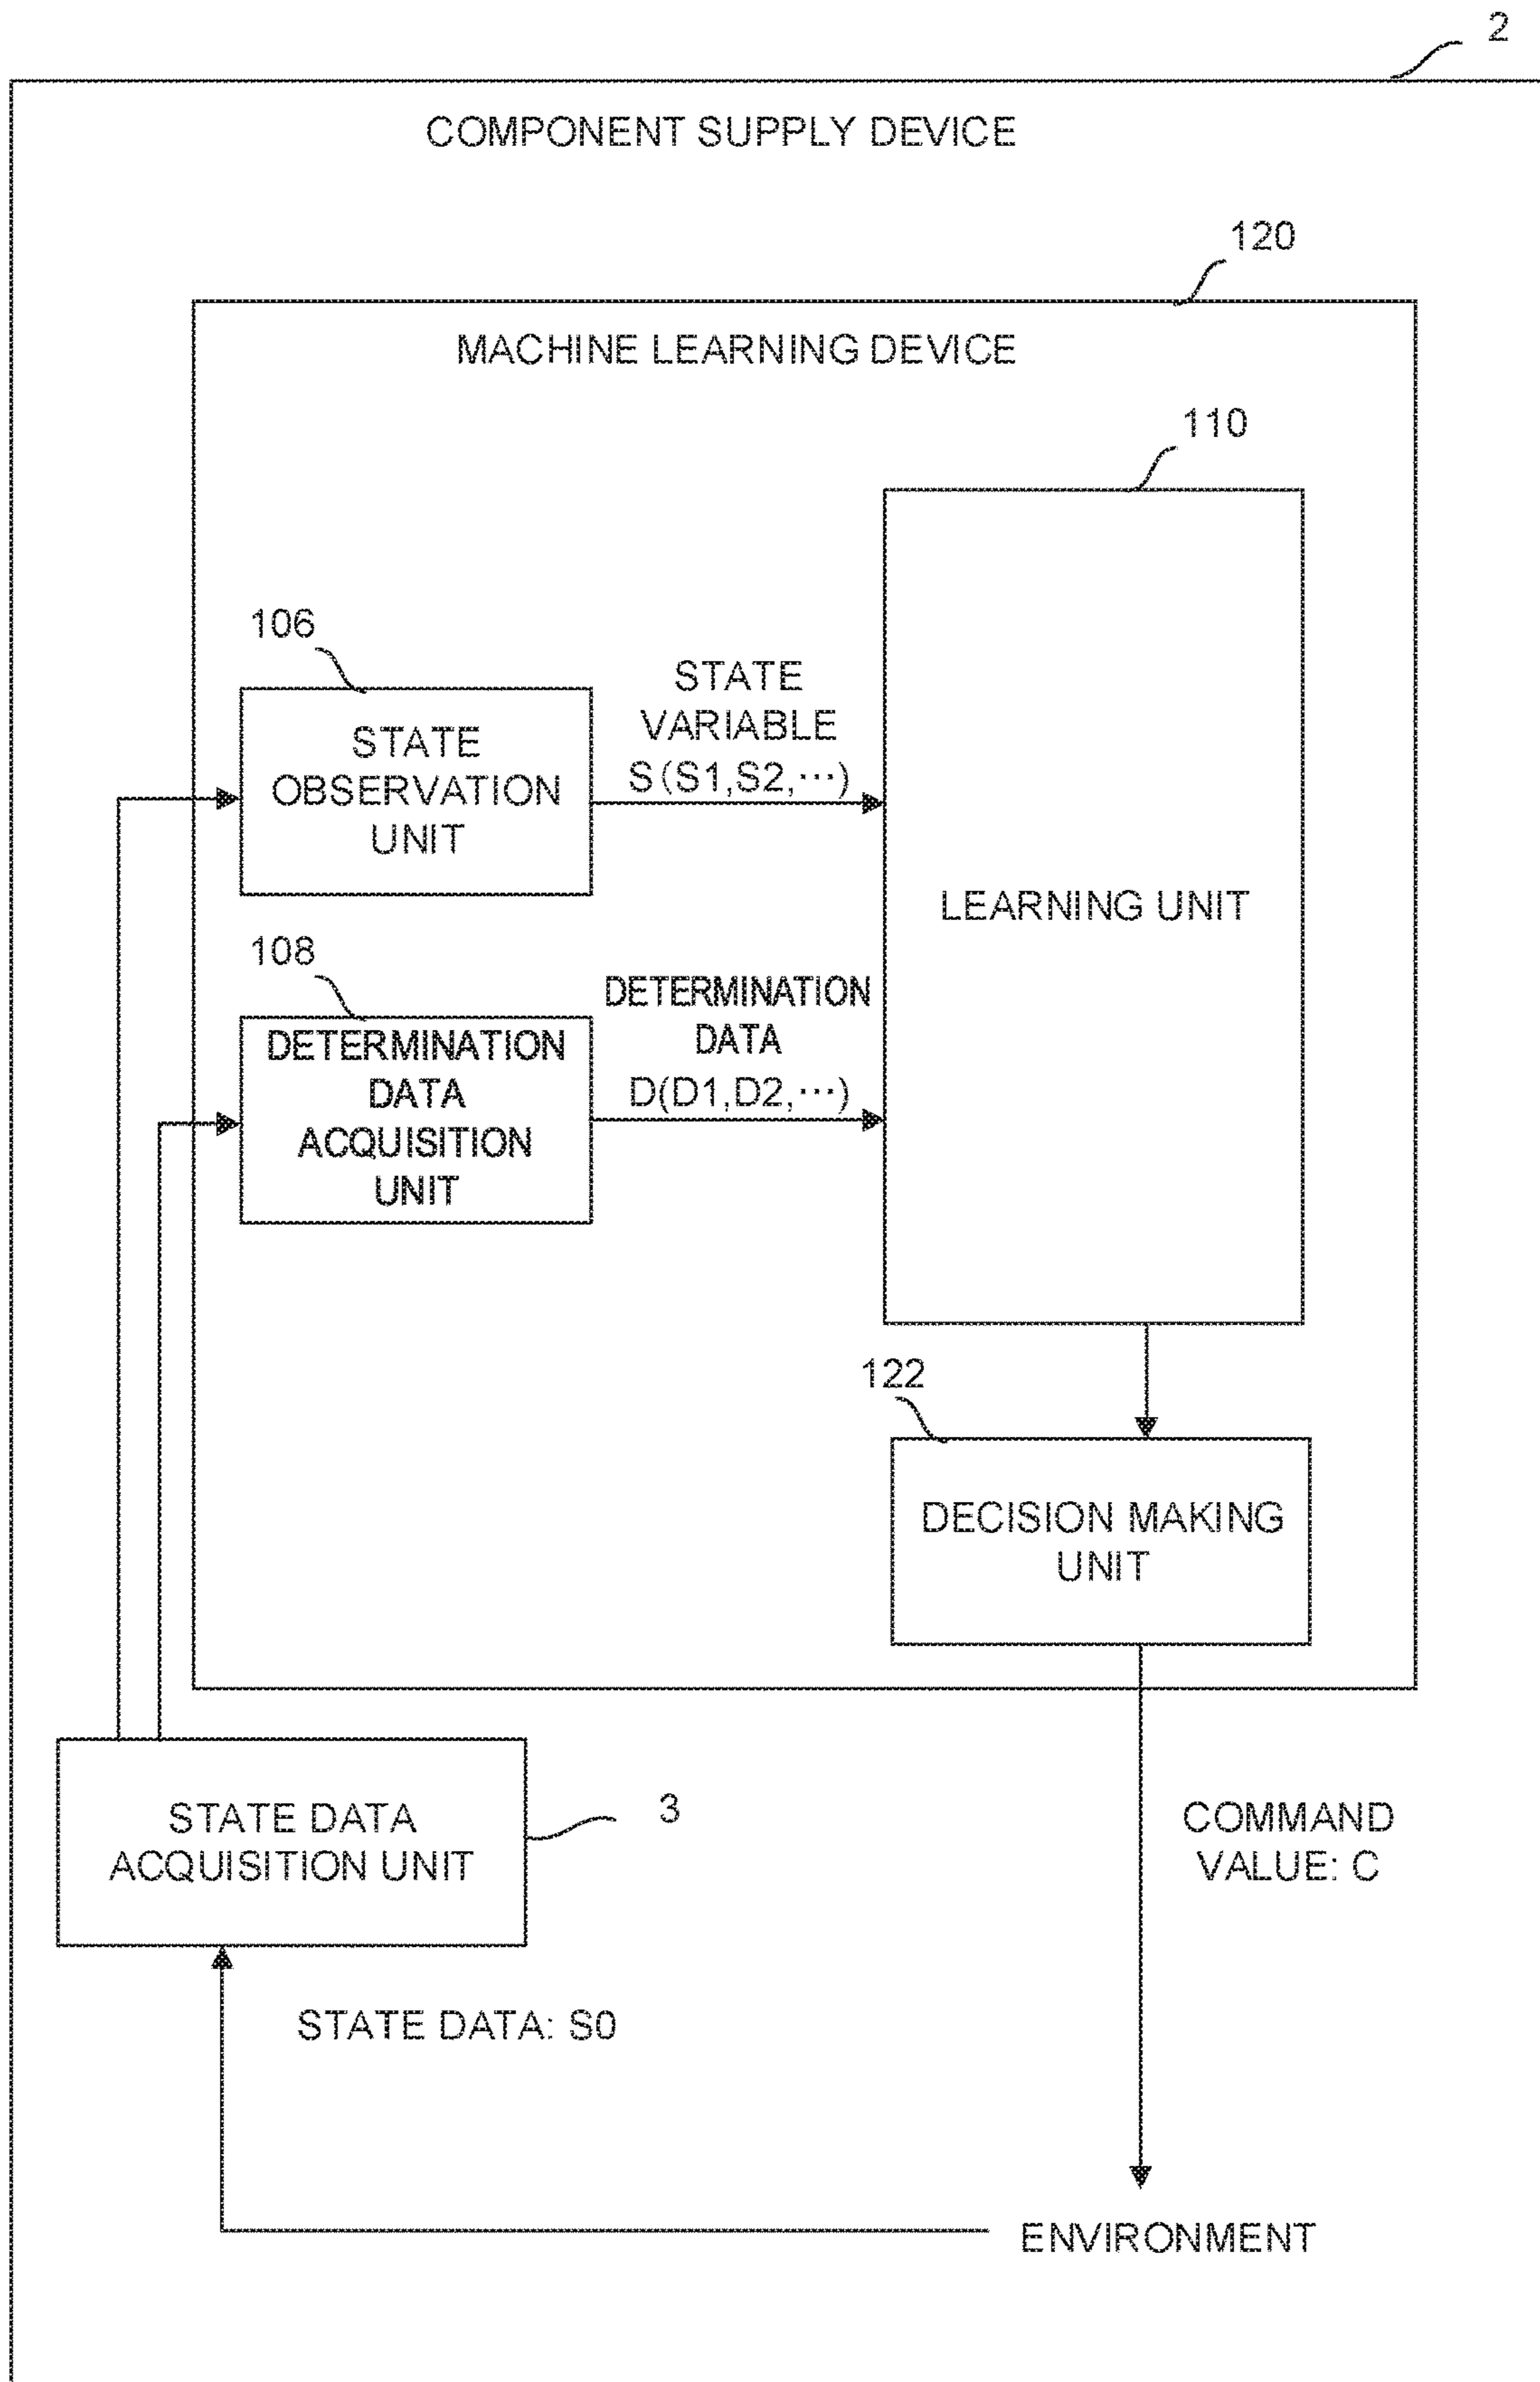 2
COMPONENT SUPPLY DEVICE
120
MACHINE LEARNING DEVICE
110
106
STATE
OBSERVATION
UNIT
STATE
VARIABLE
S(S1,S2,…)
LEARNING UNIT
108
DETERMINATION
DATA
ACQUISITION
UNIT
DETERMINATION
DATA
D(D1,D2,…)
122
DECISION MAKING
UNIT
STATE DATA
ACQUISITION UNIT
3
COMMAND
VALUE: C
STATE DATA: S0
ENVIRONMENT